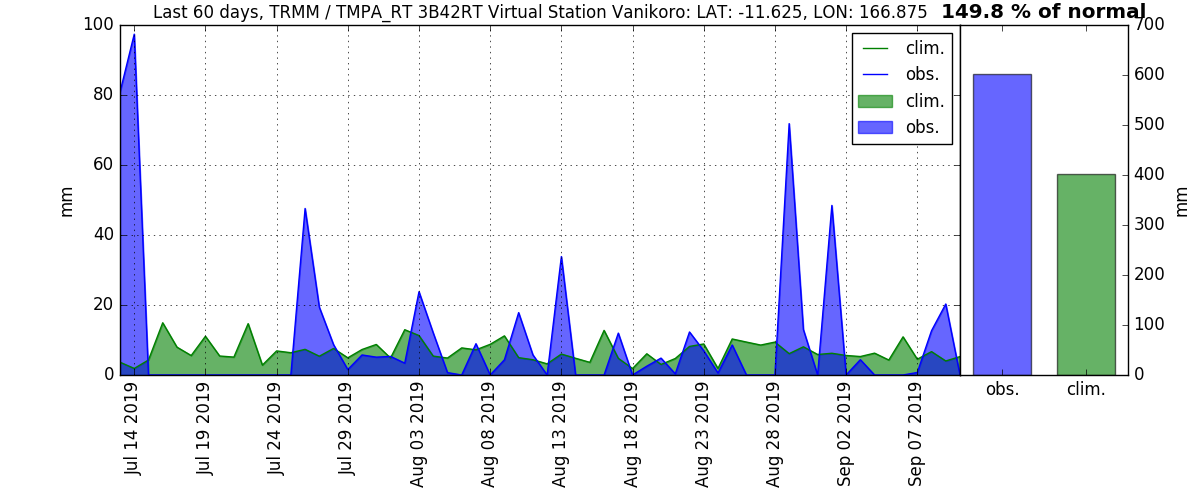 Last 60 days, TRMM / TMPA_RT 3B42RT Virtual Station Vanikoro: LAT: -11.625, LON: 166.875 149.8 % of normal
100
80
60
40
20
0
mm
clim.
obs.
clim.
obs.
Jul 14 2019
Jul 19 2019
Jul 24 2019
Jul 29 2019
Aug 03 2019
Aug 08 2019
Aug 13 2019
Aug 18 2019
Aug 23 2019
Aug 28 2019
Sep 02 2019
Sep 07 2019
700
600
500
400
300
200
100
0
mm
obs.
clim.